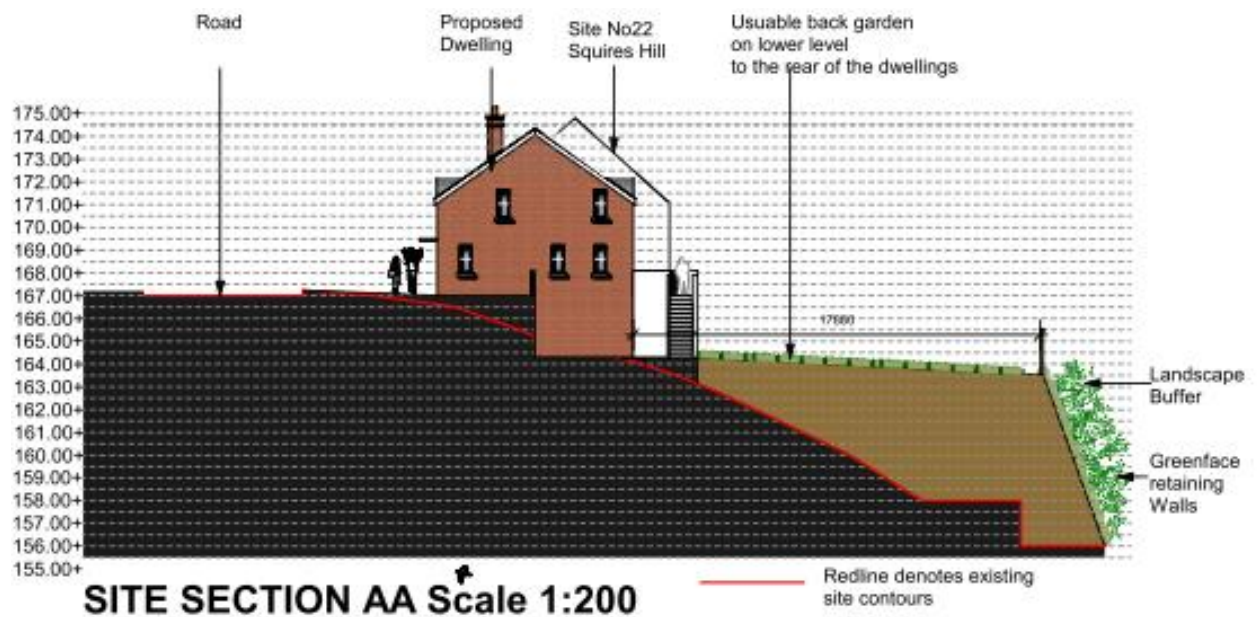 Road
Proposed
Dwelling
Site No22
Squires Hill
Usuable back garden
on lower level
to the rear of the dwellings
175.00+
174.00+
173.00+
172.00+
171.00+
170.00+
169.00+
168.00+
167.00+
166.00+
165.00+
164.00+
163.00+
162.00+
161.00+
160.00+
159.00+
158.00+
157.00+
156.00+
155.00+
17880
Landscape
Buffer
Greenface
retaining
Walls
SITE SECTION AA Scale 1:200
Redline denotes existing
site contours